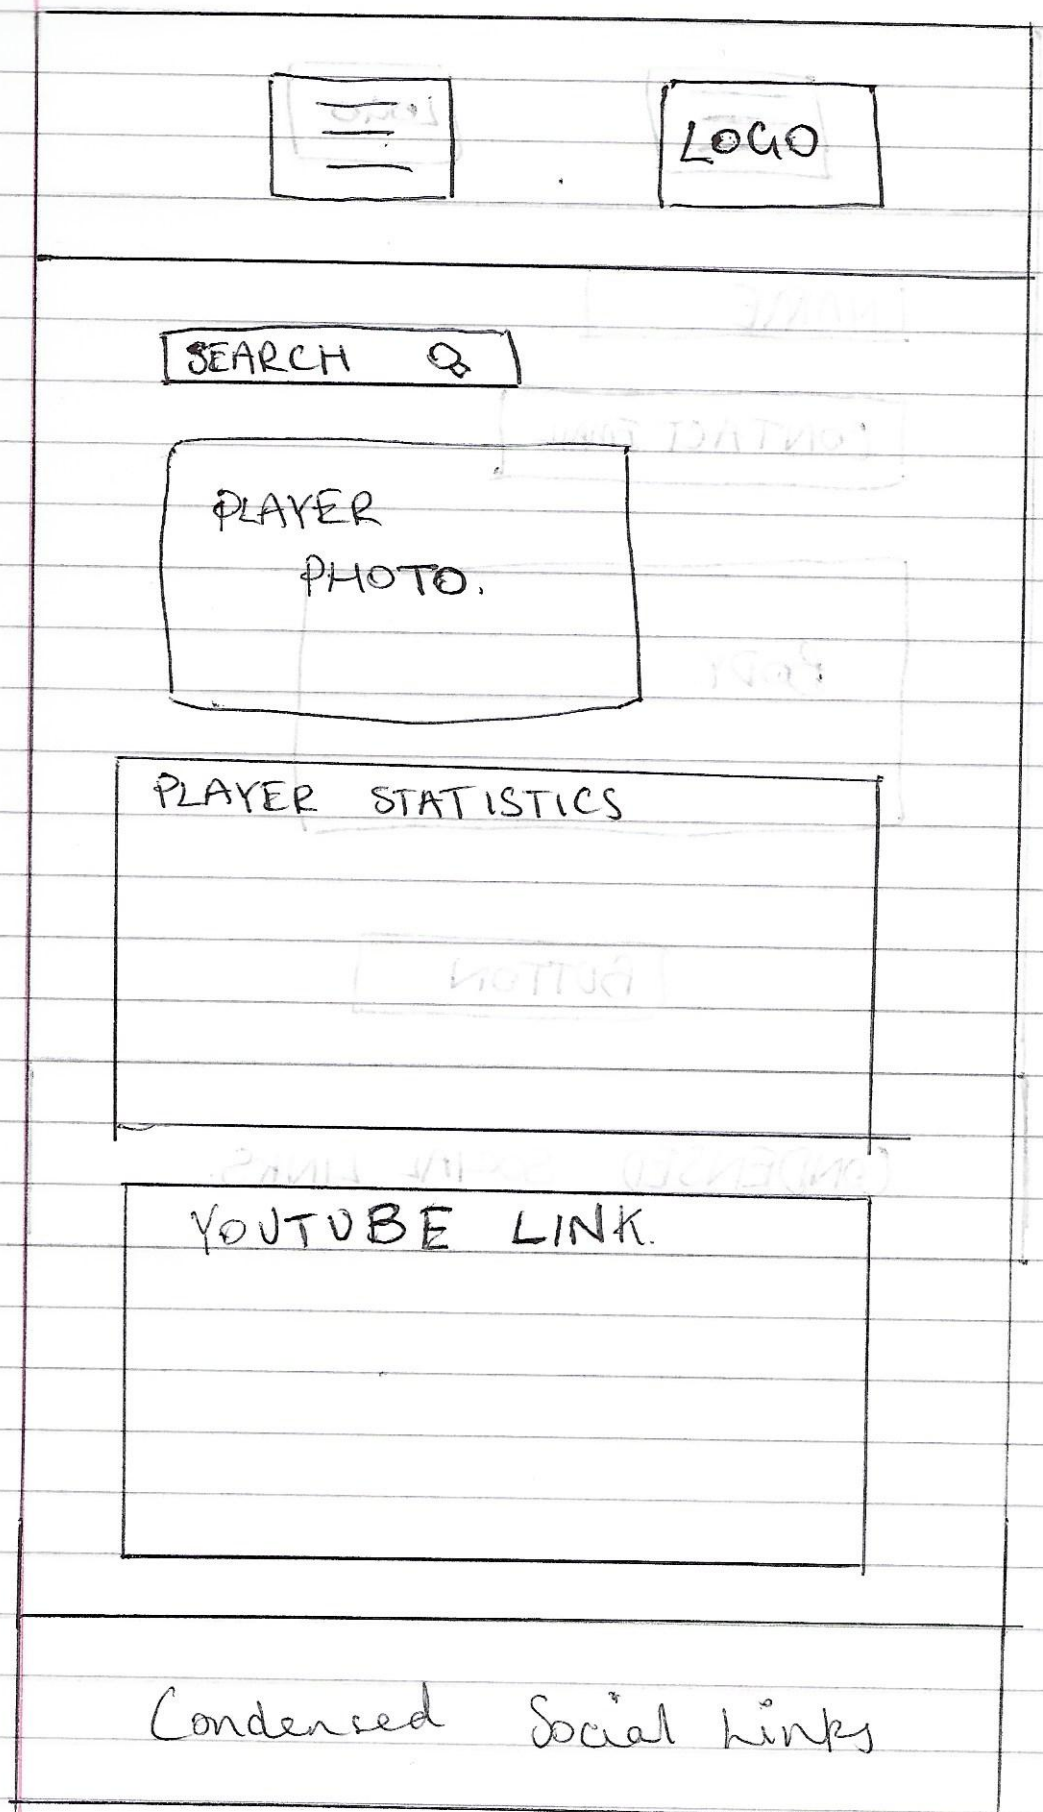 LOGO
SEARCH
PLAYER
PHOTO.
PLAYER STATISTICS
YOUTUBE LINK.
Condensed Social Links